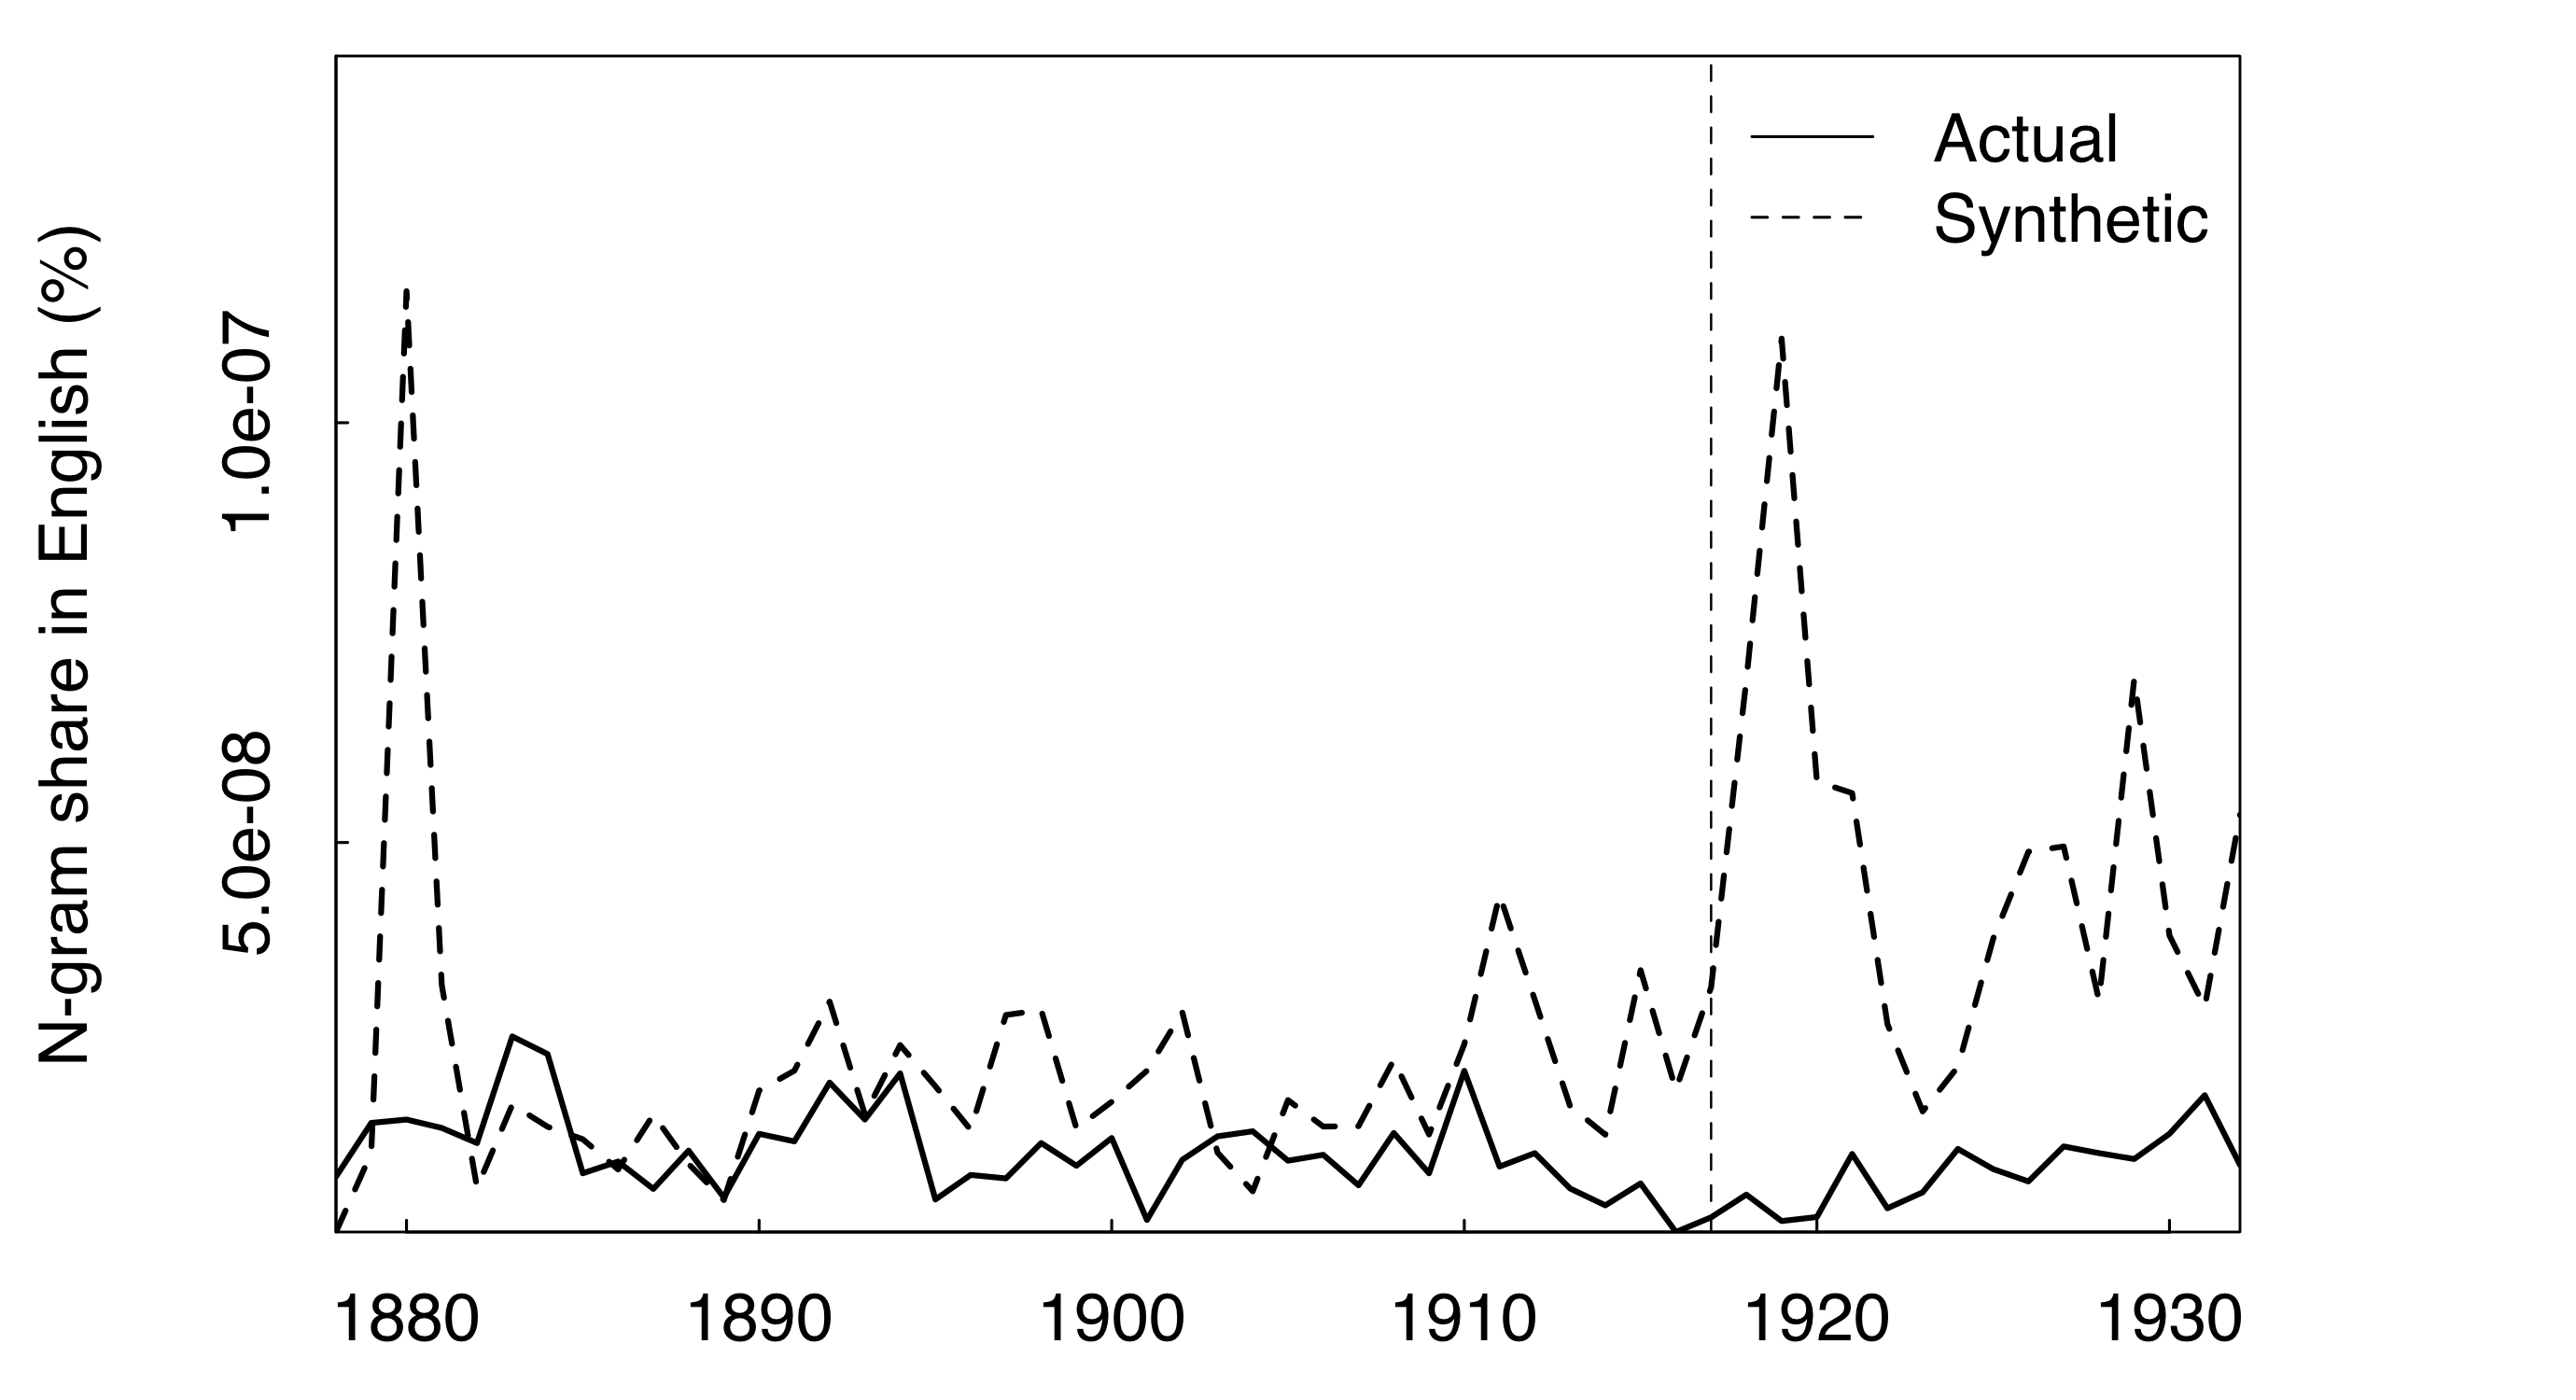 Actual
Synthetic
N-gram share in English (%)
1.0e-07
5.0e-08
1880 1890 1900 1910 1920 1930